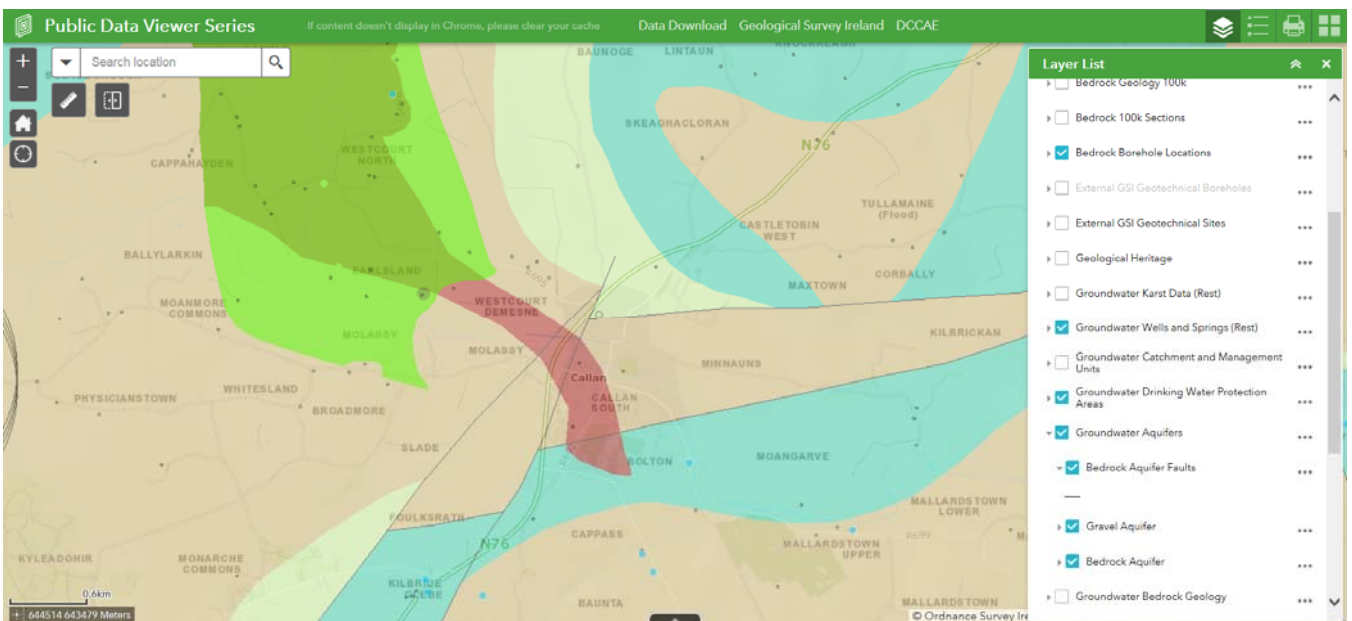 Public Data Viewer Series
If content doesn't display in Chrome, please clear your cache
Data Download Geological Survey Ireland DCCAE
Search location
Layer List
Bedrock Geology 100k
Bedrock 100k Sections
Bedrock Borehole Locations
External GSI Geotechnical Boreholes
External GSI Geotechnical Sites
Geological Heritage
Groundwater Karst Data (Rest)
Groundwater Wells and Springs (Rest)
Groundwater Catchment and Management
Units
Groundwater Drinking Water Protection
Areas
Groundwater Aquifers
Bedrock Aquifer Faults
Gravel Aquifer
Bedrock Aquifer
Groundwater Bedrock Geology
BAUNOGE
LINTAUN
KNOCKREAGH
SKEAGHACLORAN
N76
CAPPAHAYDEN
WESTCOURT
NORTH
TULLAMAINE
(Flood)
CASTLETOBIN
WEST
BALLYLARKIN
EARLSLAND
R695
CORBALLY
MAXTOWN
MOANMORE
COMMONS
WESTCOURT
DEMESNE
MOLASSY
KILBRICKAN
MOLASSY
MINNAUNS
Callan
WHITESLAND
PHYSICIANSTOWN
BROADMORE
CALLAN
SOUTH
SLADE
BOLTON
MOANGARVE
MALLARDSTOWN
LOWER
FOULKSRATH
CAPPASS
N76
MALLARDSTOWN
UPPER
R699
KYLEADOHIR
MONARCHE
COMMONS
KILBRIDE
GLEBE
BAUNTA
MALLARDSTOWN
0.6km
644514 643479 Meters
© Ordnance Survey Ire